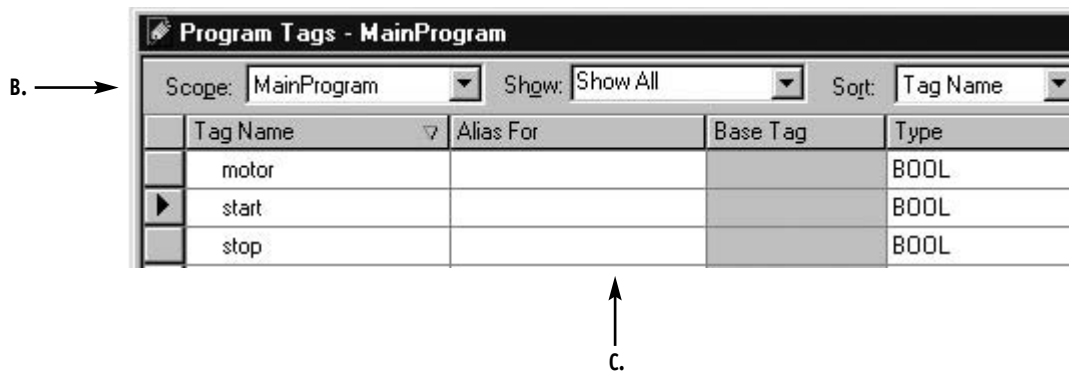 Program Tags - MainProgram
B. Scope: MainProgram Show: Show All Sort: Tag Name
Tag Name Alias For Base Tag Type
motor BOOL
start BOOL
stop BOOL
C.